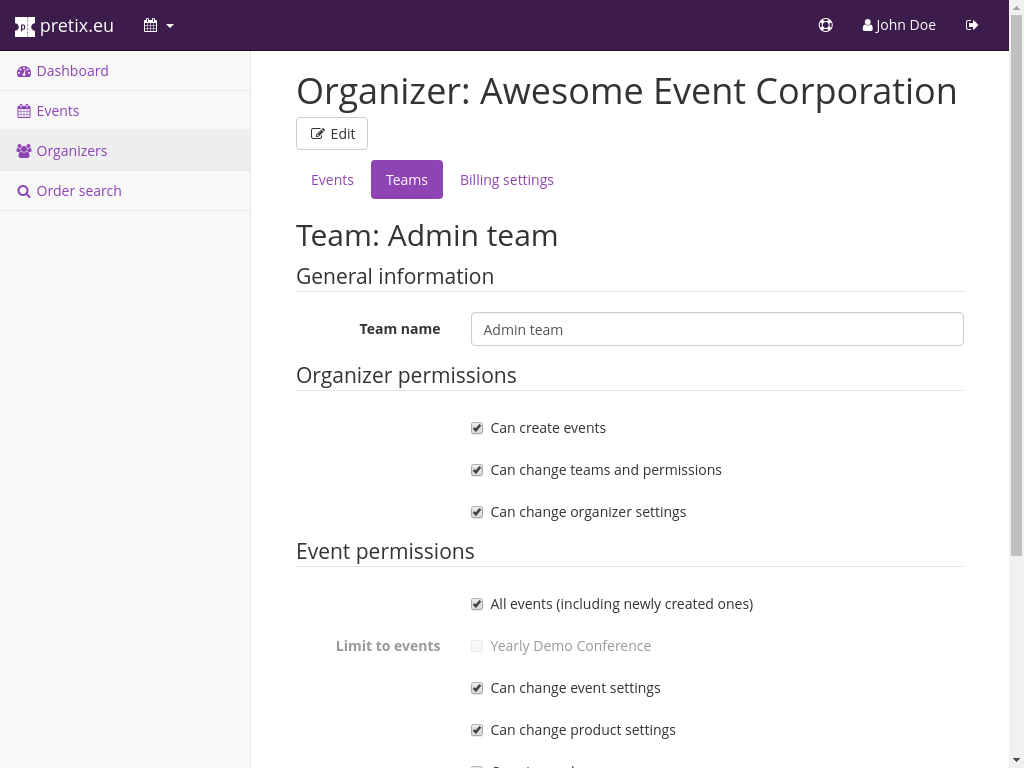 pretix.eu
John Doe
Dashboard
Events
Organizers
Order search
Organizer: Awesome Event Corporation
Edit
Events Teams Billing settings
Team: Admin team
General information
Team name Admin team
Organizer permissions
Can create events
Can change teams and permissions
Can change organizer settings
Event permissions
All events (including newly created ones)
Limit to events Yearly Demo Conference
Can change event settings
Can change product settings